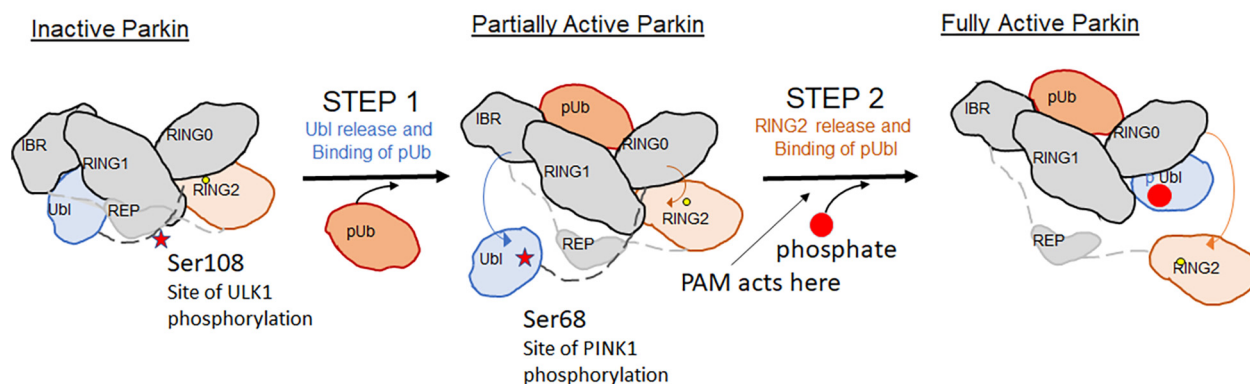 Inactive Parkin
IBR
RING1
RING0
RING2
Ubl
REP
Ser108
Site of ULK1
phosphorylation
STEP 1
Ubl release and
Binding of pUb
pUb
Partially Active Parkin
IBR
pUb
RING0
RING1
RING2
REP
Ubl
Ser68
Site of PINK1
phosphorylation
STEP 2
RING2 release and
Binding of pUbl
phosphate
PAM acts here
Fully Active Parkin
IBR
pUb
RING0
RING1
p Ubl
REP
RING2